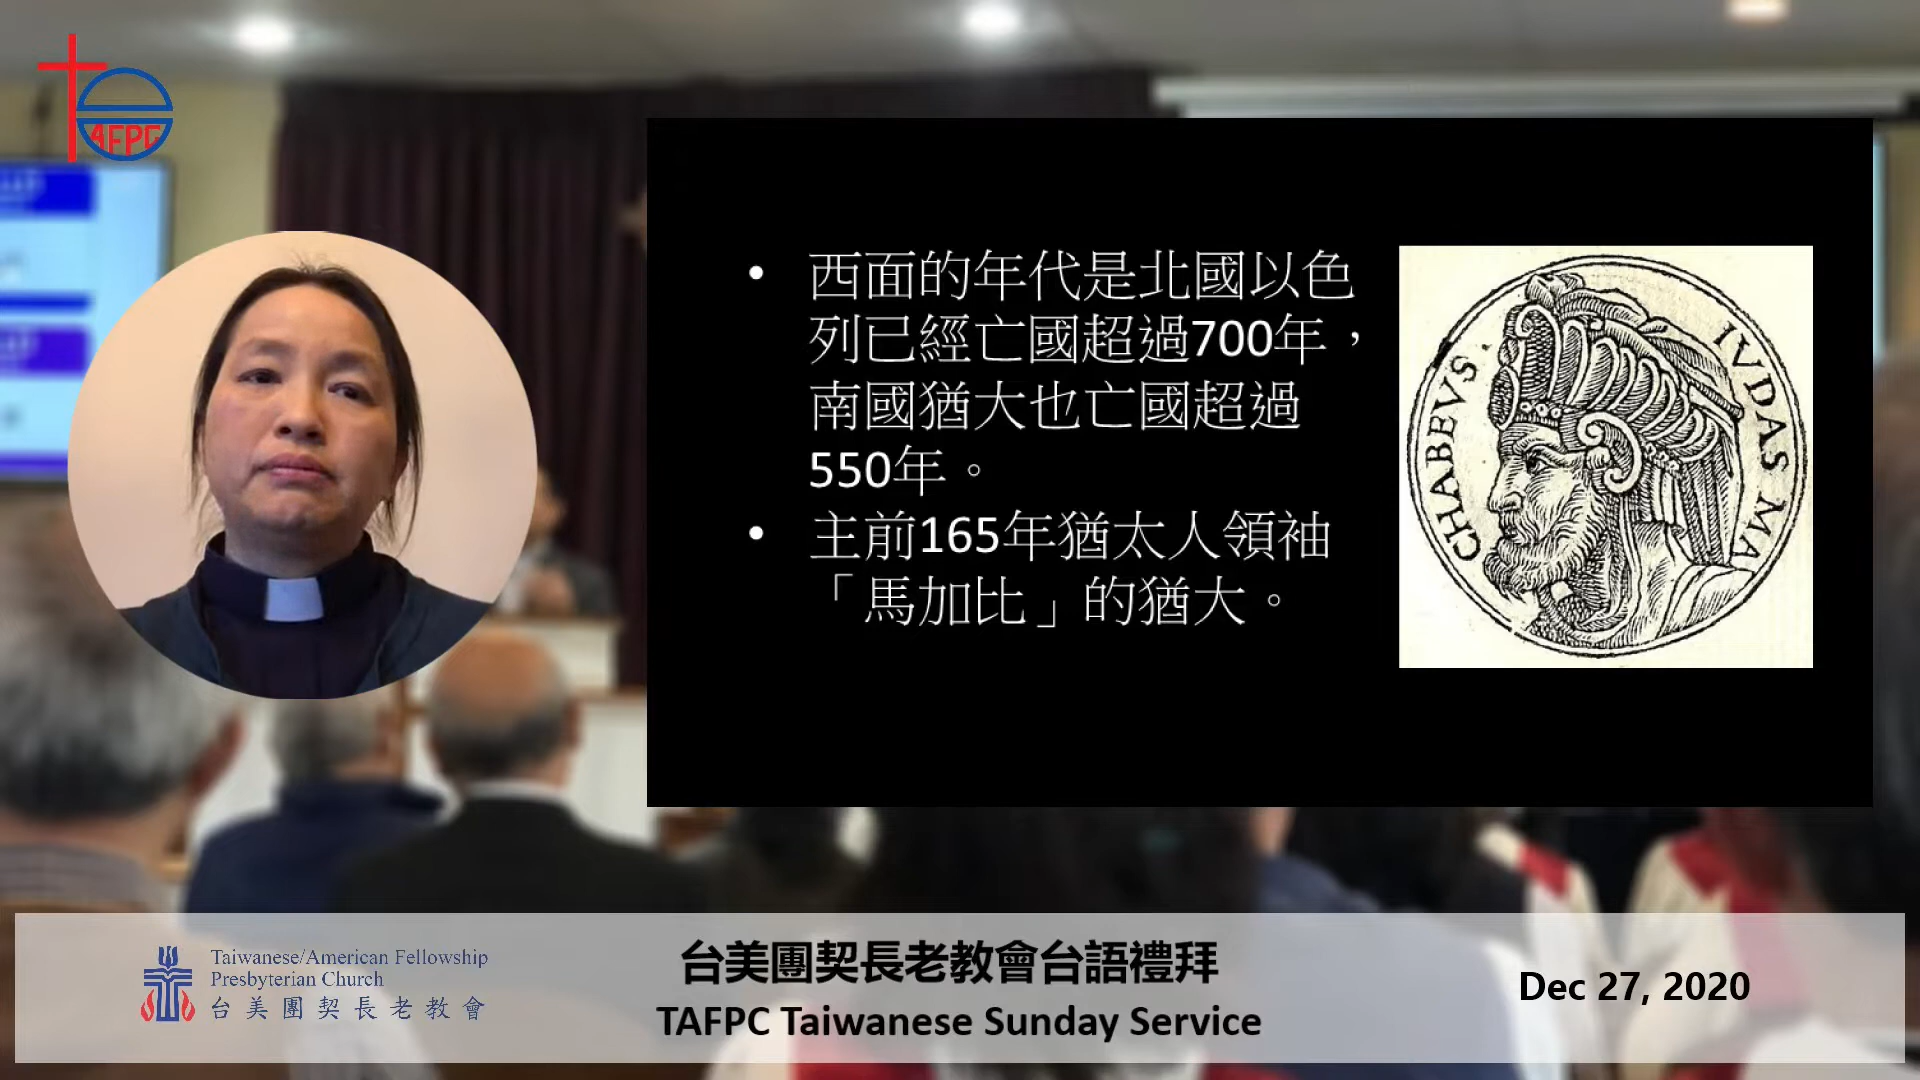 AFPC
西面的年代是北國以色
列已經亡國超過700年，
南國猶大也亡國超過
550年。
主前165年猶太人領袖
「馬加比」的猶大。
IVDAS MA
CHABEVS.
Taiwanese/American Fellowship
Presbyterian Church
台美團契長老教會
台美團契長老教會台語禮拜
TAFPC Taiwanese Sunday Service
Dec 27, 2020